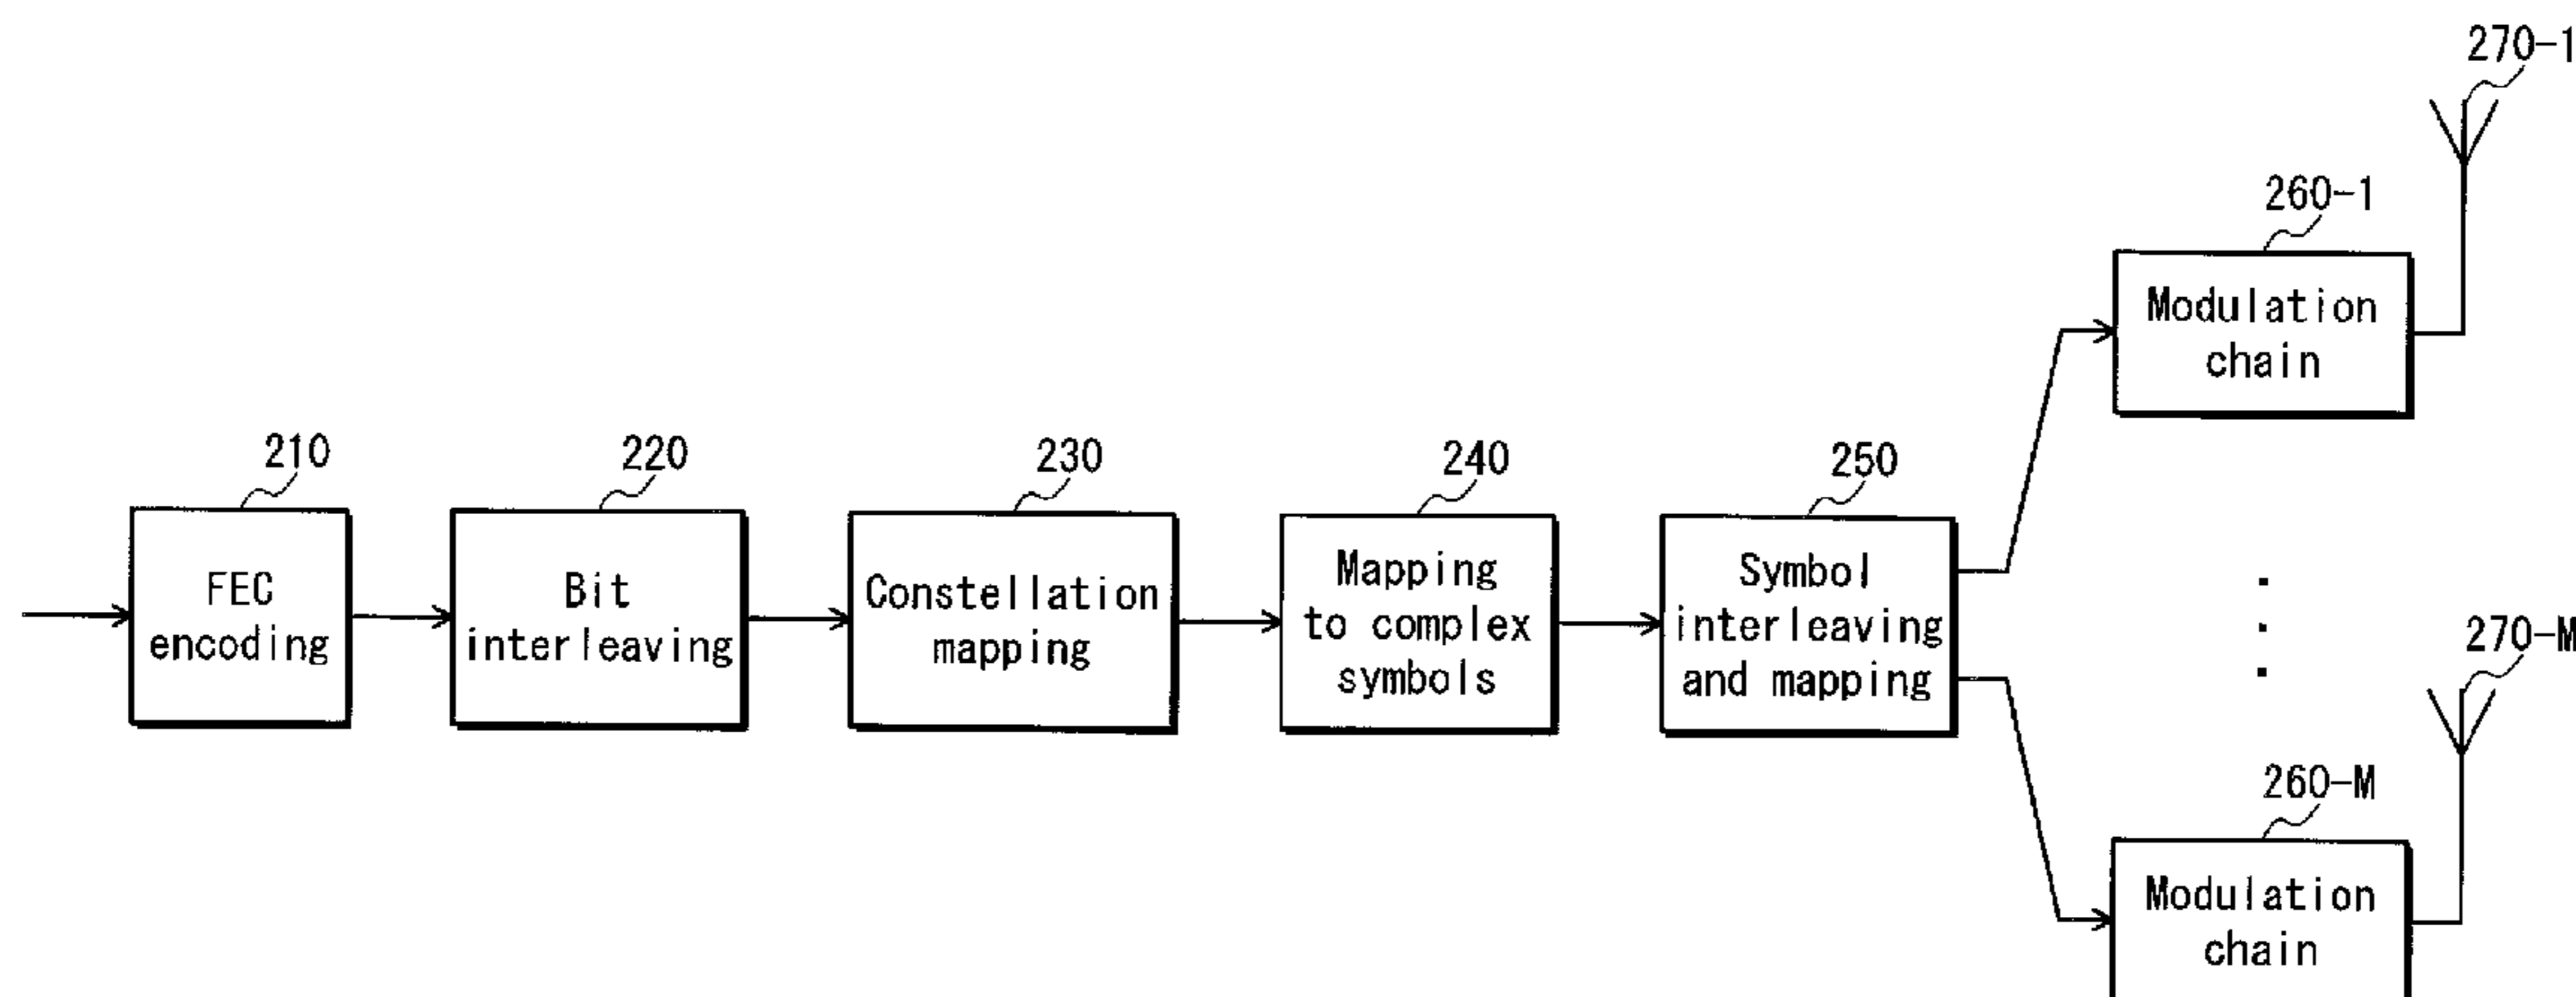 270-1
260-1
Modulation
chain
210
220
230
240
250
FEC
encoding
Bit
interleaving
Constellation
mapping
Mapping
to complex
symbols
Symbol
interleaving
and mapping
270-M
260-M
Modulation
chain